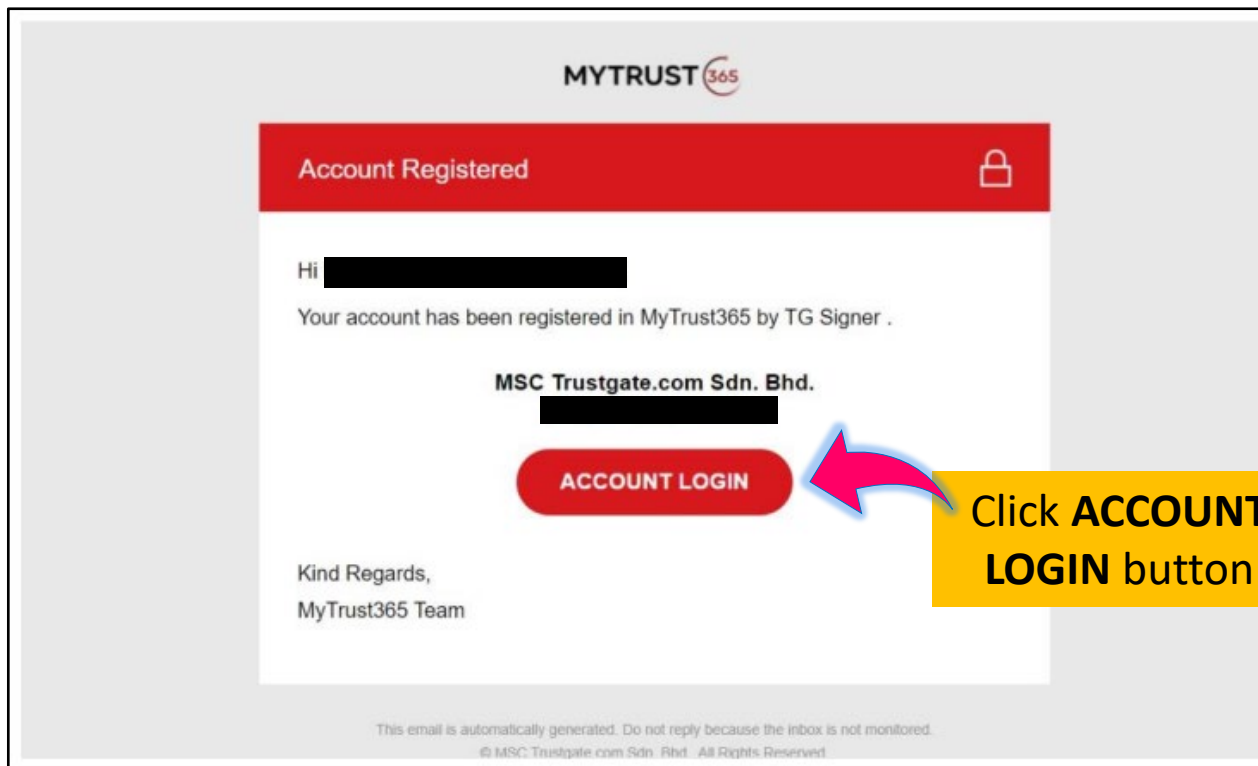 MYTRUST 365
Account Registered
Hi
Your account has been registered in MyTrust365 by TG Signer .
MSC Trustgate.com Sdn. Bhd.
ACCOUNT LOGIN
Click ACCOUNT
LOGIN button
Kind Regards,
MyTrust365 Team
This email is automatically generated. Do not reply because the inbox is not monitored.
© MSC Trustgate.com Sdn. Bhd.. All Rights Reserved